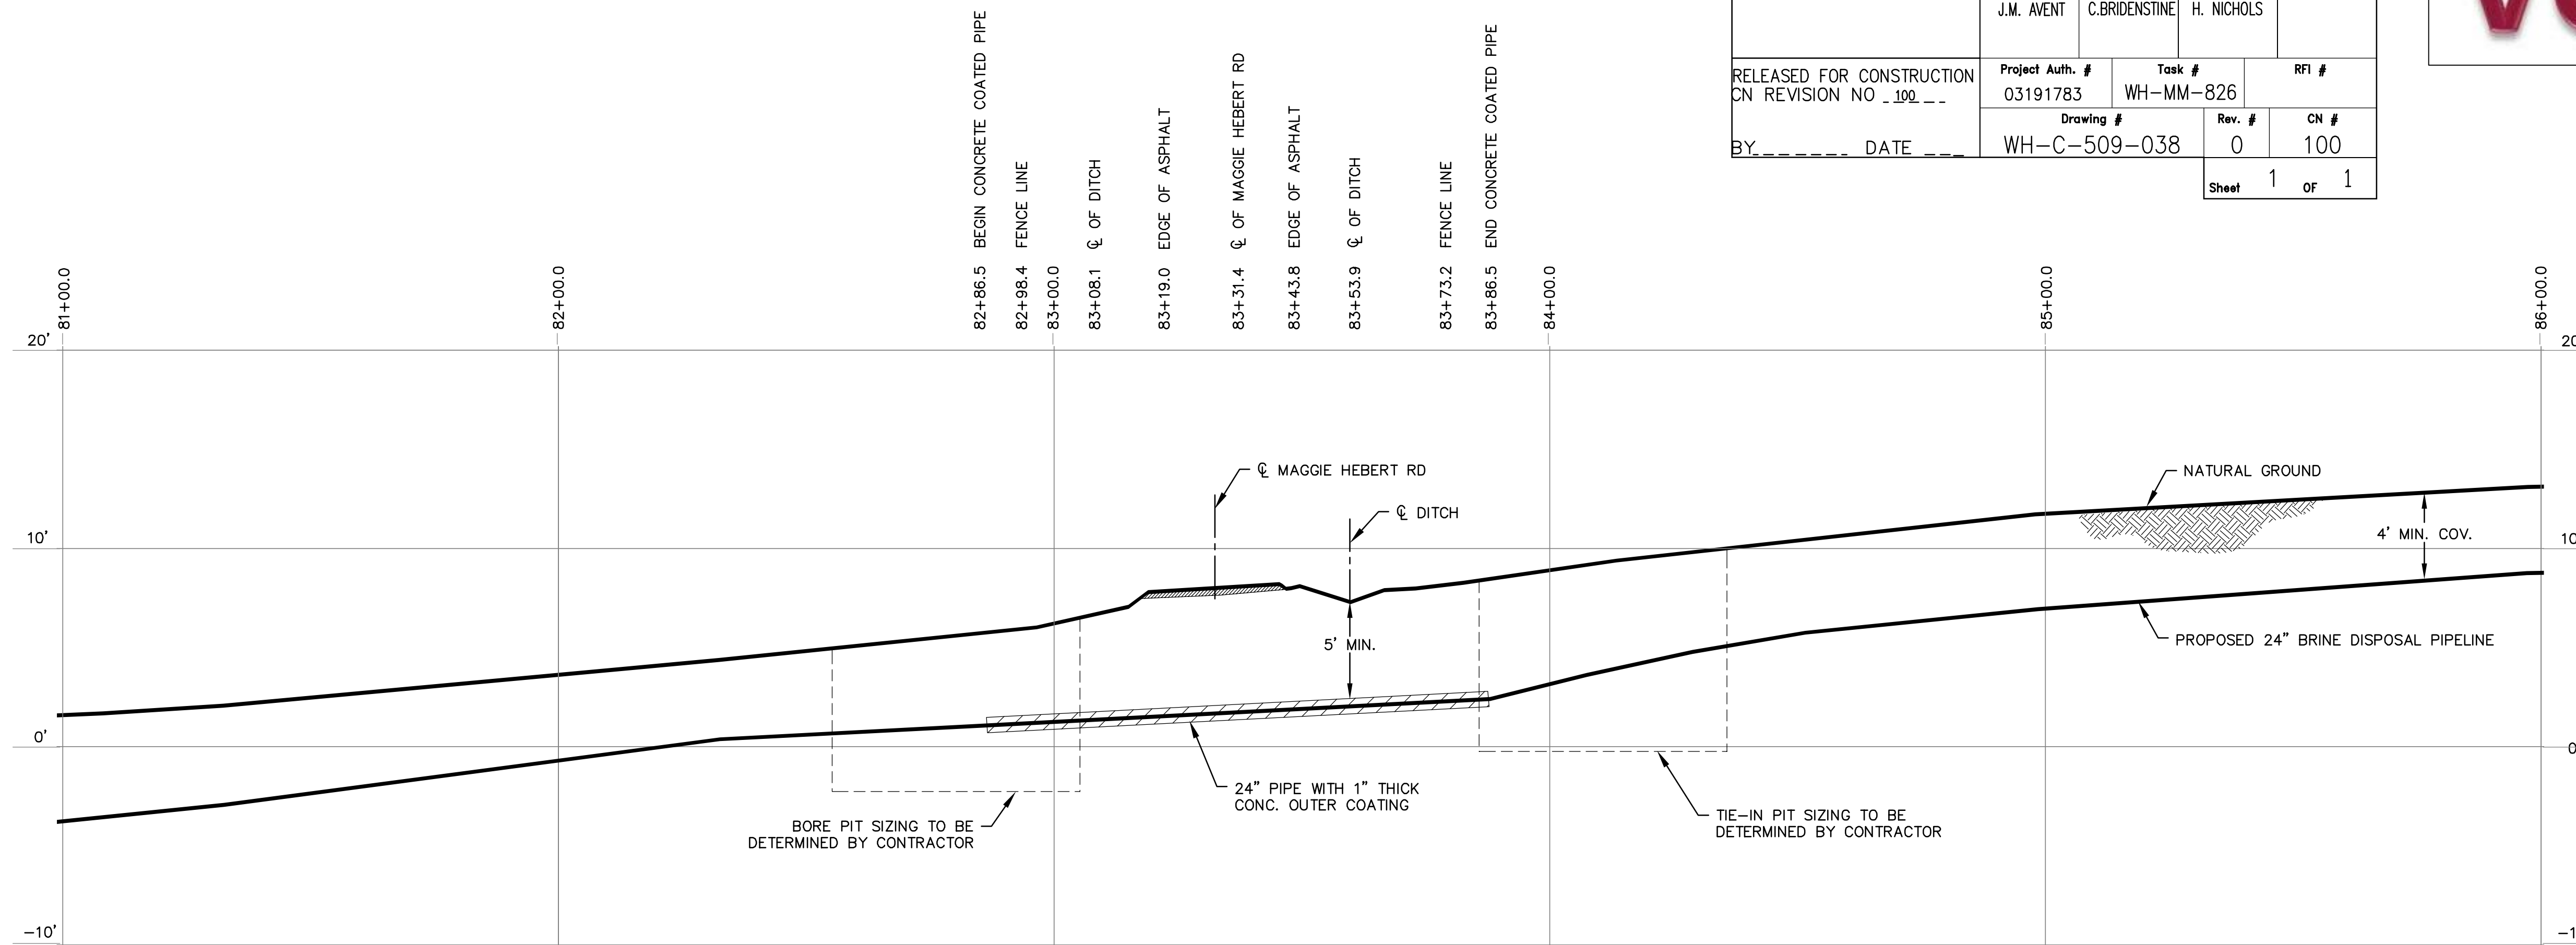 J.M. AVENT C.BRIDENSTINE H. NICHOLS
RELEASED FOR CONSTRUCTION
CN REVISION NO _100_ _
BY_ _ _ _ _ _ _ DATE _ _ _
Project Auth. # Task # RFI #
03191783 WH-MM-826
Drawing # Rev. # CN #
WH-C-509-038 0 100
Sheet 1 OF 1
81+00.0
82+00.0
82+86.5 BEGIN CONCRETE COATED PIPE
82+98.4 FENCE LINE
83+00.0
83+08.1 ℄ OF DITCH
83+19.0 EDGE OF ASPHALT
83+31.4 ℄ OF MAGGIE HEBERT RD
83+43.8 EDGE OF ASPHALT
83+53.9 ℄ OF DITCH
83+73.2 FENCE LINE
83+86.5 END CONCRETE COATED PIPE
84+00.0
85+00.0
86+00.0
20'
10'
0'
-10'
℄ MAGGIE HEBERT RD
℄ DITCH
5' MIN.
NATURAL GROUND
4' MIN. COV.
PROPOSED 24" BRINE DISPOSAL PIPELINE
24" PIPE WITH 1" THICK
CONC. OUTER COATING
BORE PIT SIZING TO BE
DETERMINED BY CONTRACTOR
TIE-IN PIT SIZING TO BE
DETERMINED BY CONTRACTOR